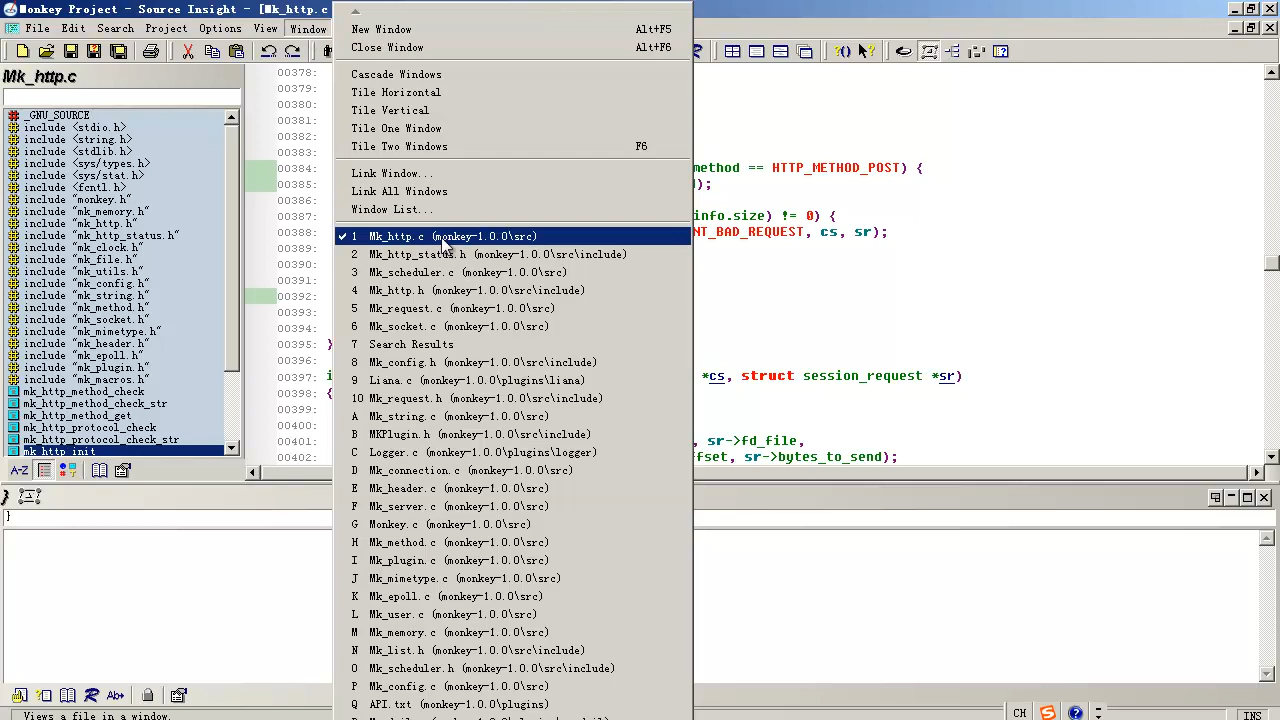 Monkey Project - Source Insight - [Mk_http.c
File Edit Search Project Options View Window
Mk_http.c
_GNU_SOURCE
include <stdio.h>
include <string.h>
include <stdlib.h>
include <sys/types.h>
include <sys/stat.h>
include <fcntl.h>
include "monkey.h"
include "mk_memory.h"
include "mk_http.h"
include "mk_http_status.h"
include "mk_clock.h"
include "mk_file.h"
include "mk_utils.h"
include "mk_config.h"
include "mk_string.h"
include "mk_method.h"
include "mk_socket.h"
include "mk_mimetype.h"
include "mk_header.h"
include "mk_epoll.h"
include "mk_plugin.h"
include "mk_macros.h"
mk_http_method_check
mk_http_method_check_str
mk_http_method_get
mk_http_protocol_check
mk_http_protocol_check_str
mk_http_init
A-Z
00378:
00379:
00380:
00381:
00382:
00383:
00384:
00385:
00386:
00387:
00388:
00389:
00390:
00391:
00392:
00393:
00394:
00395: }
00396:
00397: i
00398: {
00399:
00400:
00401:
00402:
New Window Alt+F5
Close Window Alt+F6
Cascade Windows
Tile Horizontal
Tile Vertical
Tile One Window
Tile Two Windows F6
Link Window...
Link All Windows
Window List...
1 Mk_http.c (monkey-1.0.0\src)
2 Mk_http_status.h (monkey-1.0.0\src\include)
3 Mk_scheduler.c (monkey-1.0.0\src)
4 Mk_http.h (monkey-1.0.0\src\include)
5 Mk_request.c (monkey-1.0.0\src)
6 Mk_socket.c (monkey-1.0.0\src)
7 Search Results
8 Mk_config.h (monkey-1.0.0\src\include)
9 Liana.c (monkey-1.0.0\plugins\liana)
10 Mk_request.h (monkey-1.0.0\src\include)
A Mk_string.c (monkey-1.0.0\src)
B MKPlugin.h (monkey-1.0.0\src\include)
C Logger.c (monkey-1.0.0\plugins\logger)
D Mk_connection.c (monkey-1.0.0\src)
E Mk_header.c (monkey-1.0.0\src)
F Mk_server.c (monkey-1.0.0\src)
G Monkey.c (monkey-1.0.0\src)
H Mk_method.c (monkey-1.0.0\src)
I Mk_plugin.c (monkey-1.0.0\src)
J Mk_mimetype.c (monkey-1.0.0\src)
K Mk_epoll.c (monkey-1.0.0\src)
L Mk_user.c (monkey-1.0.0\src)
M Mk_memory.c (monkey-1.0.0\src)
N Mk_list.h (monkey-1.0.0\src\include)
O Mk_scheduler.h (monkey-1.0.0\src\include)
P Mk_config.c (monkey-1.0.0\src)
Q API.txt (monkey-1.0.0\plugins)
method == HTTP_METHOD_POST) {
);
info.size) != 0) {
NT_BAD_REQUEST, cs, sr);
*cs, struct session_request *sr)
, sr->fd_file,
ffset, sr->bytes_to_send);
}
}
Views a file in a window.
CH
INS